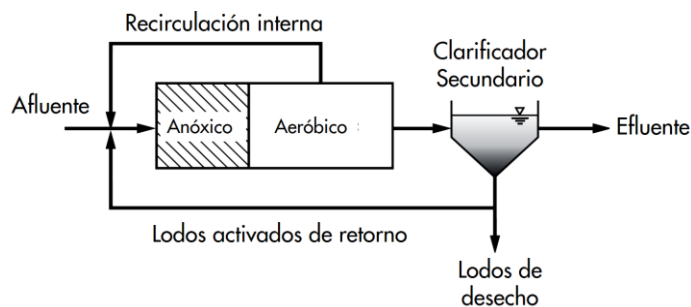 Recirculación interna
Clarificador
Secundario
Afluente
Anóxico
Aeróbico
Efluente
Lodos activados de retorno
Lodos de
desecho